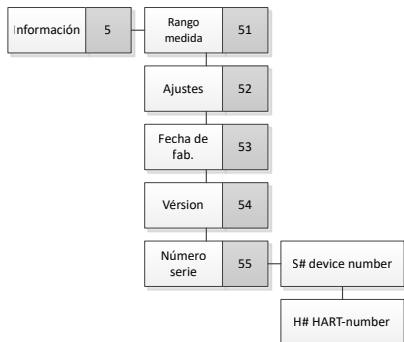 Información 5
Rango
medida
51
Ajustes 52
Fecha de
fab.
53
Vérsion 54
Número
serie
55
S# device number
H# HART-number